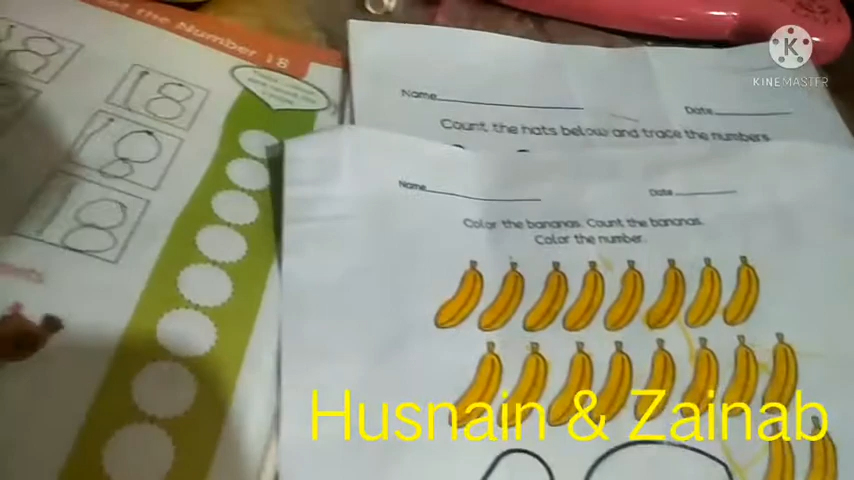 the Number 18
18
18
18
18
K
KINEMASTER
Name
Date
Count the hats below and trace the numbers
Name
Date
Color the bananas. Count the bananas.
Color the number.
Husnain & Zainab